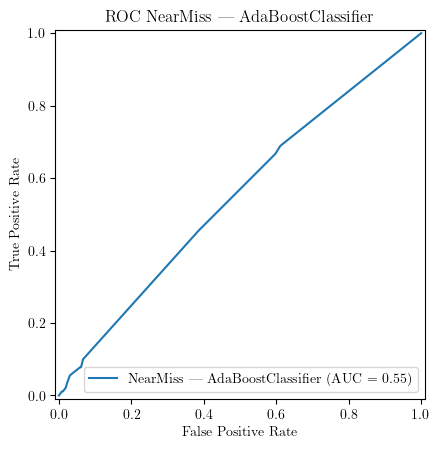 ROC NearMiss — AdaBoostClassifier
True Positive Rate
1.0
0.8
0.6
0.4
0.2
0.0
NearMiss — AdaBoostClassifier (AUC = 0.55)
0.0 0.2 0.4 0.6 0.8 1.0
False Positive Rate